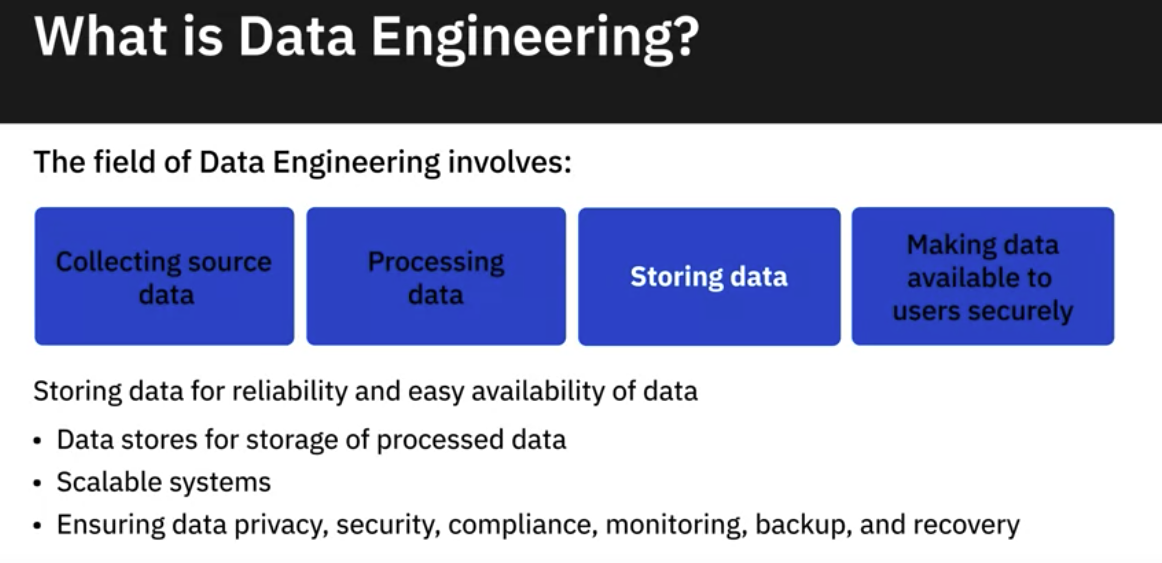 What is Data Engineering?
The field of Data Engineering involves:
Collecting source
data
Processing
data
Storing data
Making data
available to
users securely
Storing data for reliability and easy availability of data
• Data stores for storage of processed data
• Scalable systems
• Ensuring data privacy, security, compliance, monitoring, backup, and recovery